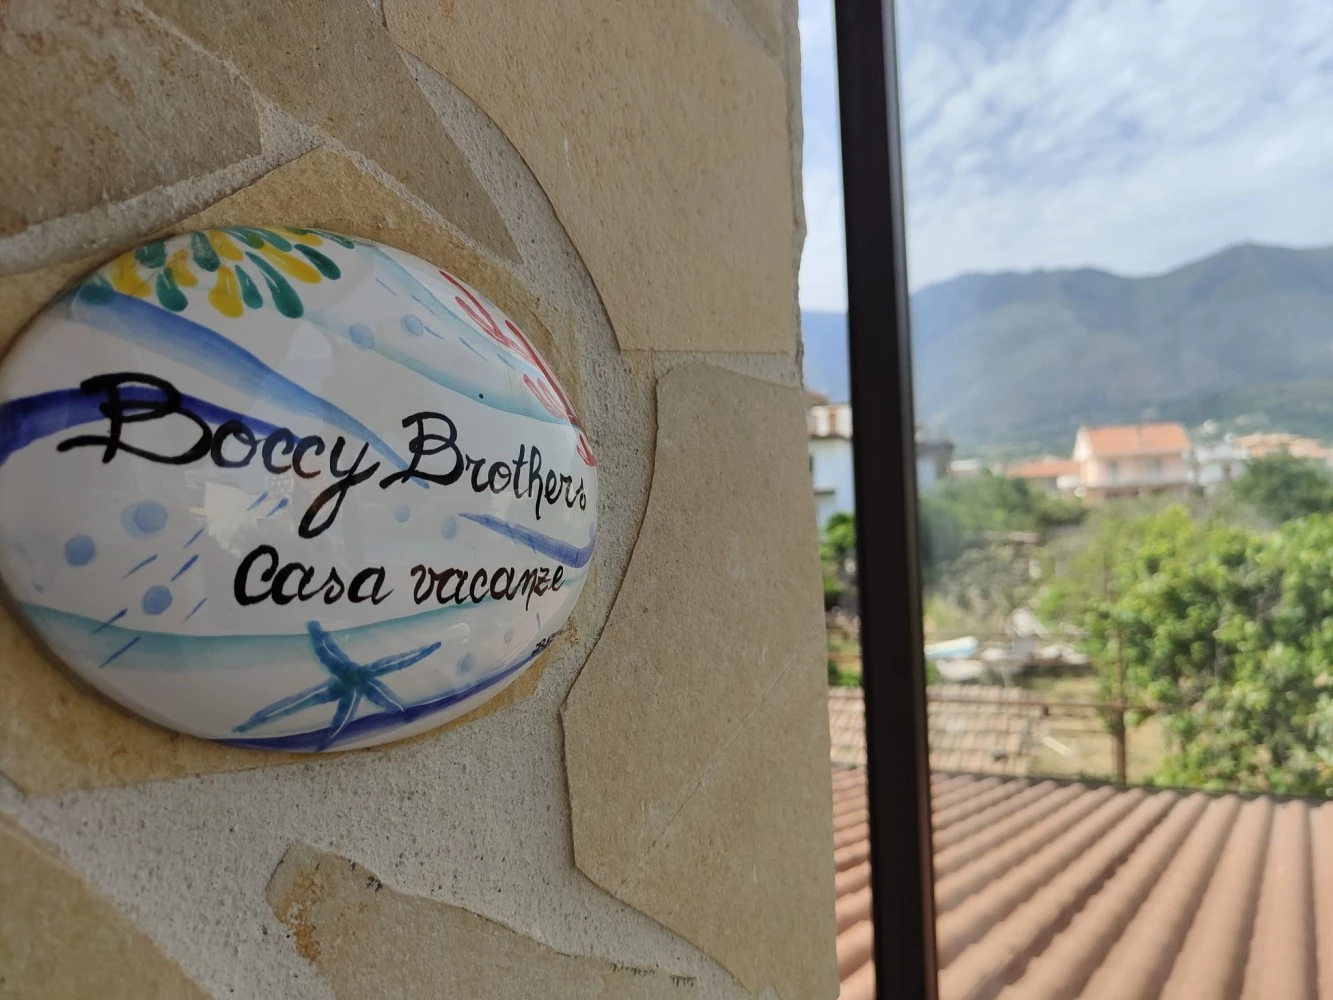 Boccy Brothers
Casa vacanze